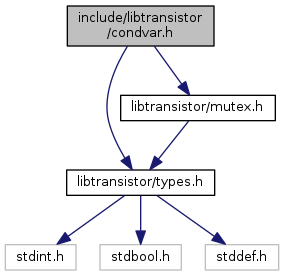 include/libtransistor
/condvar.h
libtransistor/mutex.h
libtransistor/types.h
stdint.h
stdbool.h
stddef.h